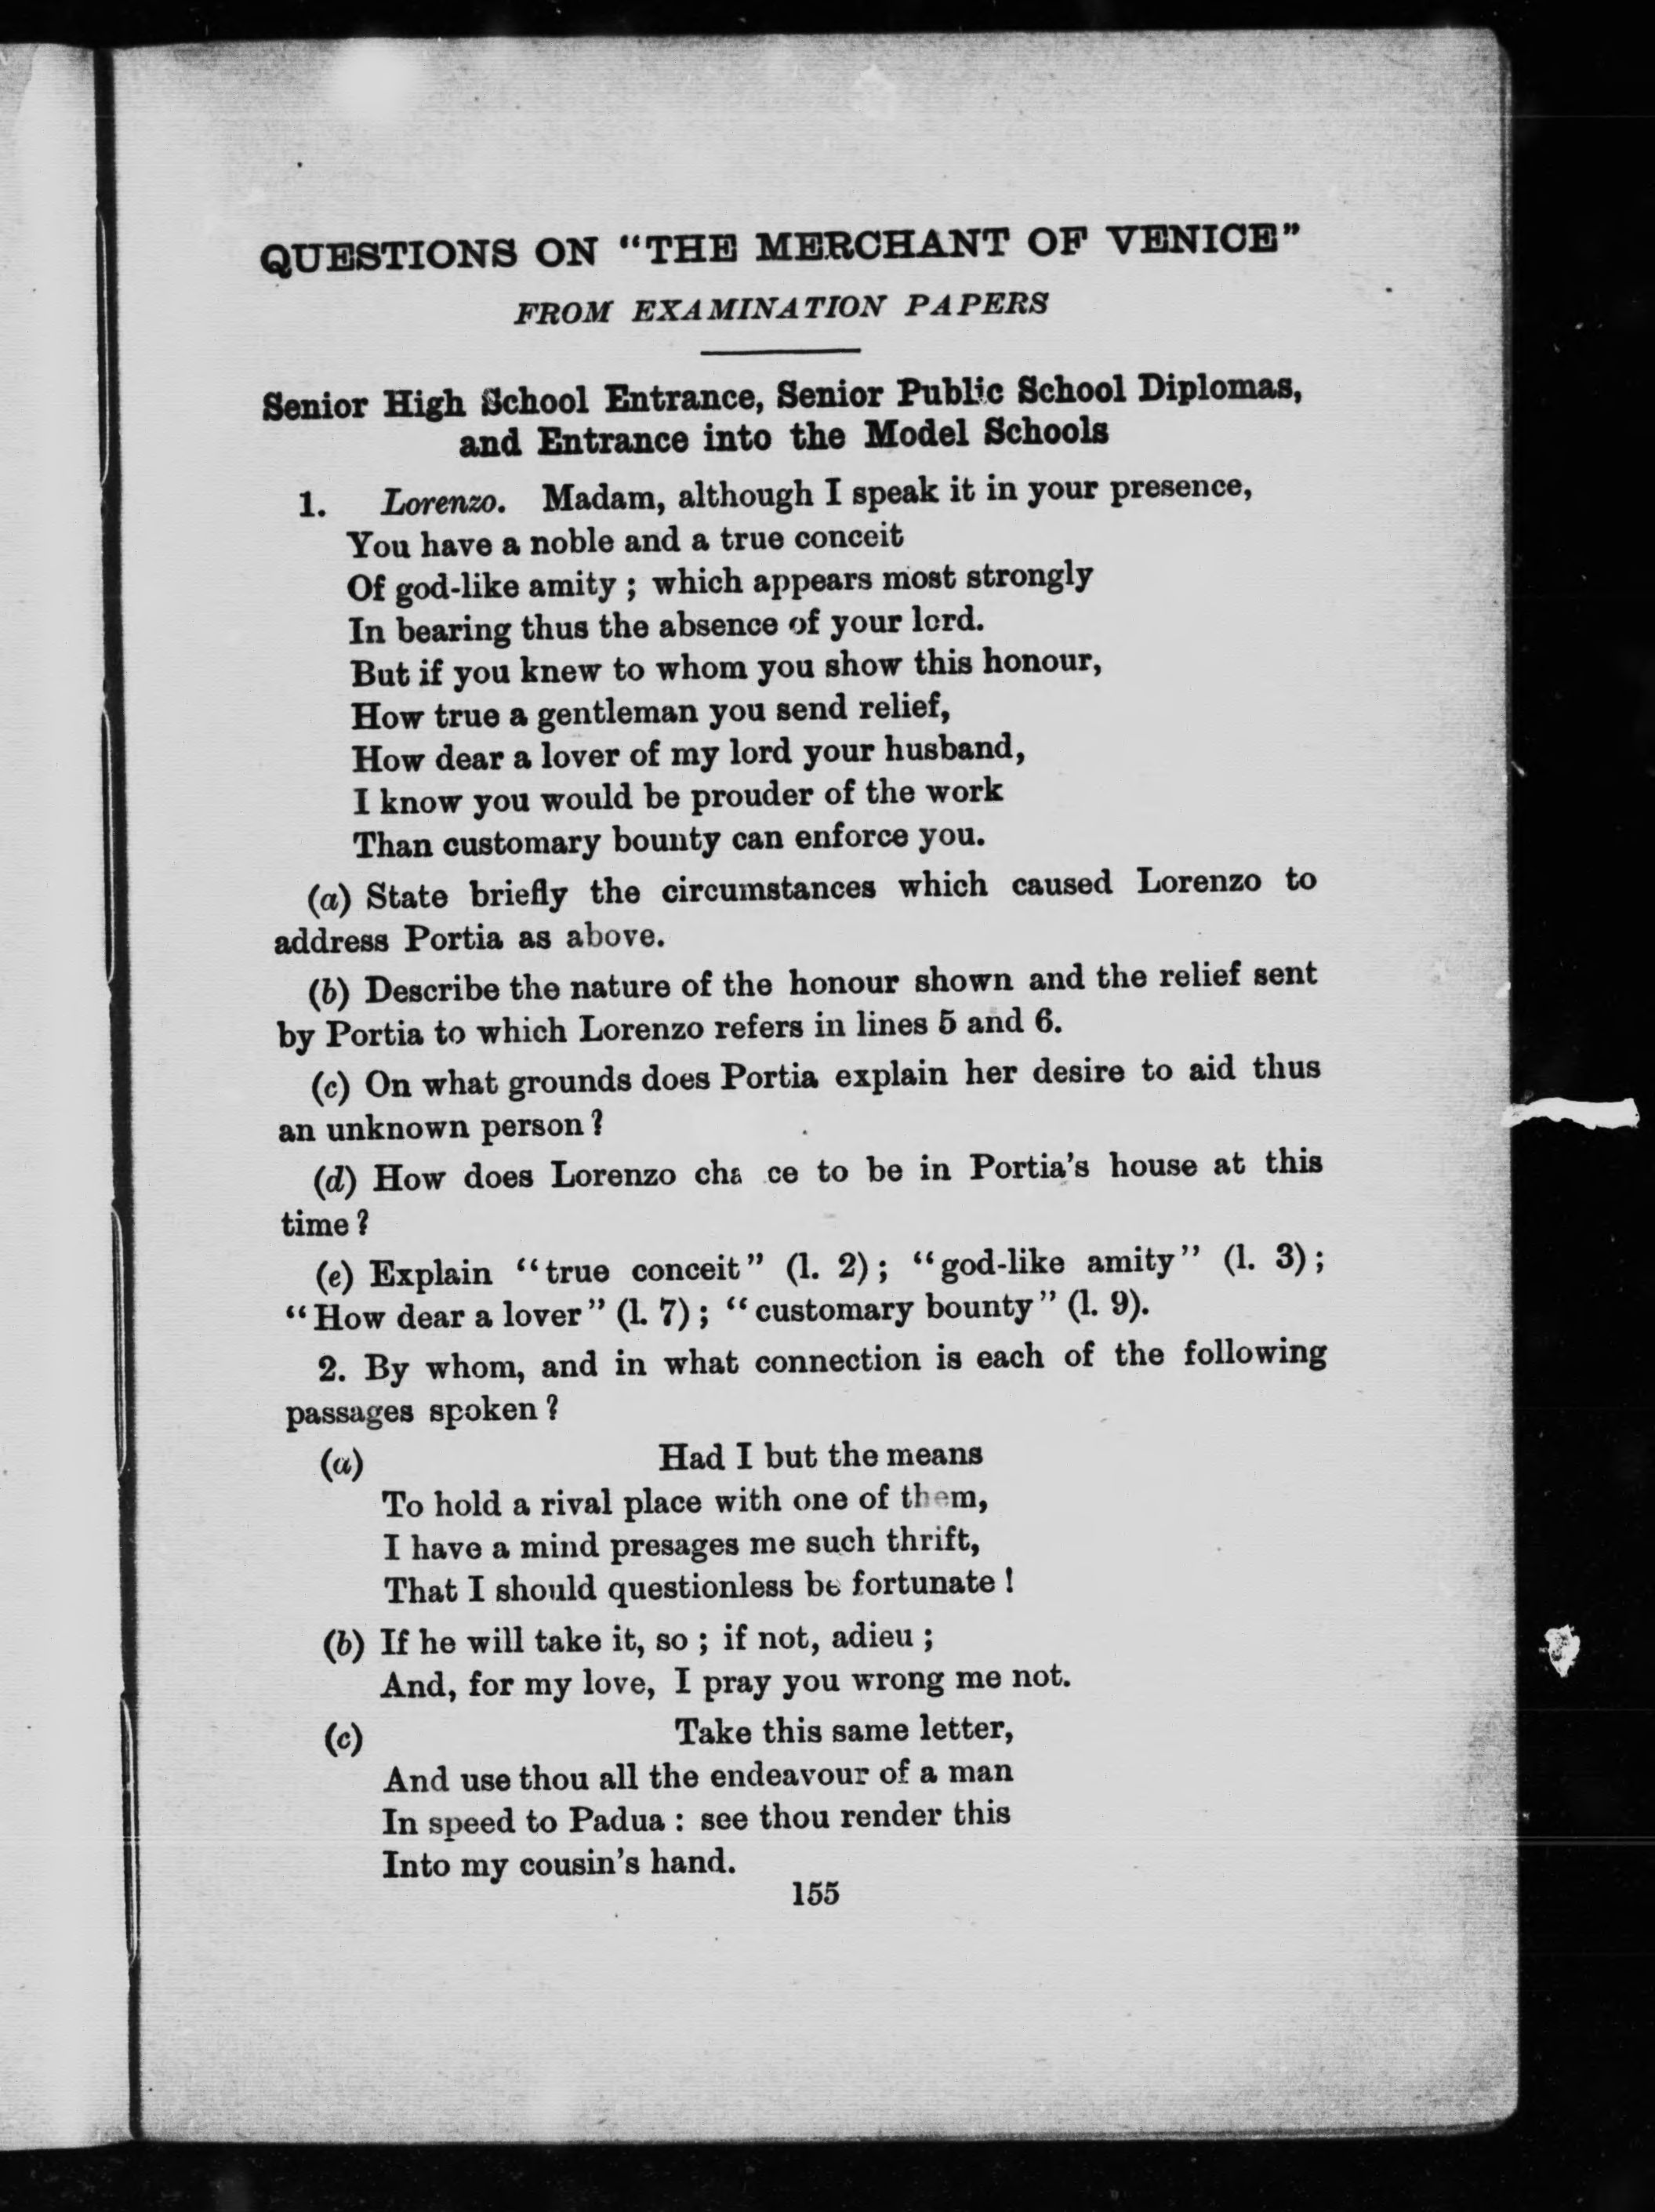 QUESTIONS ON "THE MERCHANT OF VENICE"
FROM EXAMINATION PAPERS
Senior High School Entrance, Senior Public School Diplomas,
and Entrance into the Model Schools
1. Lorenzo. Madam, although I speak it in your presence,
You have a noble and a true conceit
Of god-like amity ; which appears most strongly
In bearing thus the absence of your lord.
But if you knew to whom you show this honour,
How true a gentleman you send relief,
How dear a lover of my lord your husband,
I know you would be prouder of the work
Than customary bounty can enforce you.
(a) State briefly the circumstances which caused Lorenzo to
address Portia as above.
(b) Describe the nature of the honour shown and the relief sent
by Portia to which Lorenzo refers in lines 5 and 6.
(c) On what grounds does Portia explain her desire to aid thus
an unknown person ?
(d) How does Lorenzo cha ce to be in Portia's house at this
time ?
(e) Explain "true conceit" (l. 2) ; "god-like amity" (l. 3) ;
"How dear a lover" (l. 7) ; "customary bounty" (l. 9).
2. By whom, and in what connection is each of the following
passages spoken ?
(a) Had I but the means
To hold a rival place with one of them,
I have a mind presages me such thrift,
That I should questionless be fortunate !
(b) If he will take it, so ; if not, adieu ;
And, for my love, I pray you wrong me not.
(c) Take this same letter,
And use thou all the endeavour of a man
In speed to Padua : see thou render this
Into my cousin's hand.
155